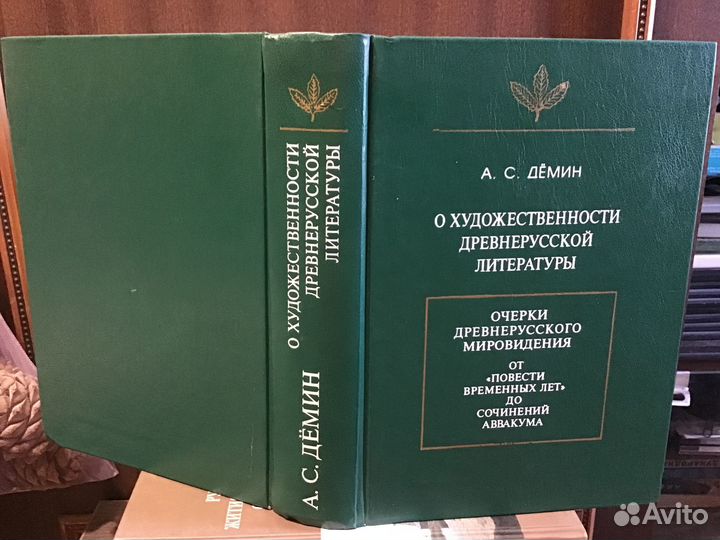 А. С. ДЁМИН
О ХУДОЖЕСТВЕННОСТИ
ДРЕВНЕРУССКОЙ
ЛИТЕРАТУРЫ
А. С. ДЁМИН
О ХУДОЖЕСТВЕННОСТИ
ДРЕВНЕРУССКОЙ
ЛИТЕРАТУРЫ
ОЧЕРКИ
ДРЕВНЕРУССКОГО
МИРОВИДЕНИЯ
ОТ
«ПОВЕСТИ
ВРЕМЕННЫХ ЛЕТ»
ДО
СОЧИНЕНИЙ
АВВАКУМА
Avito